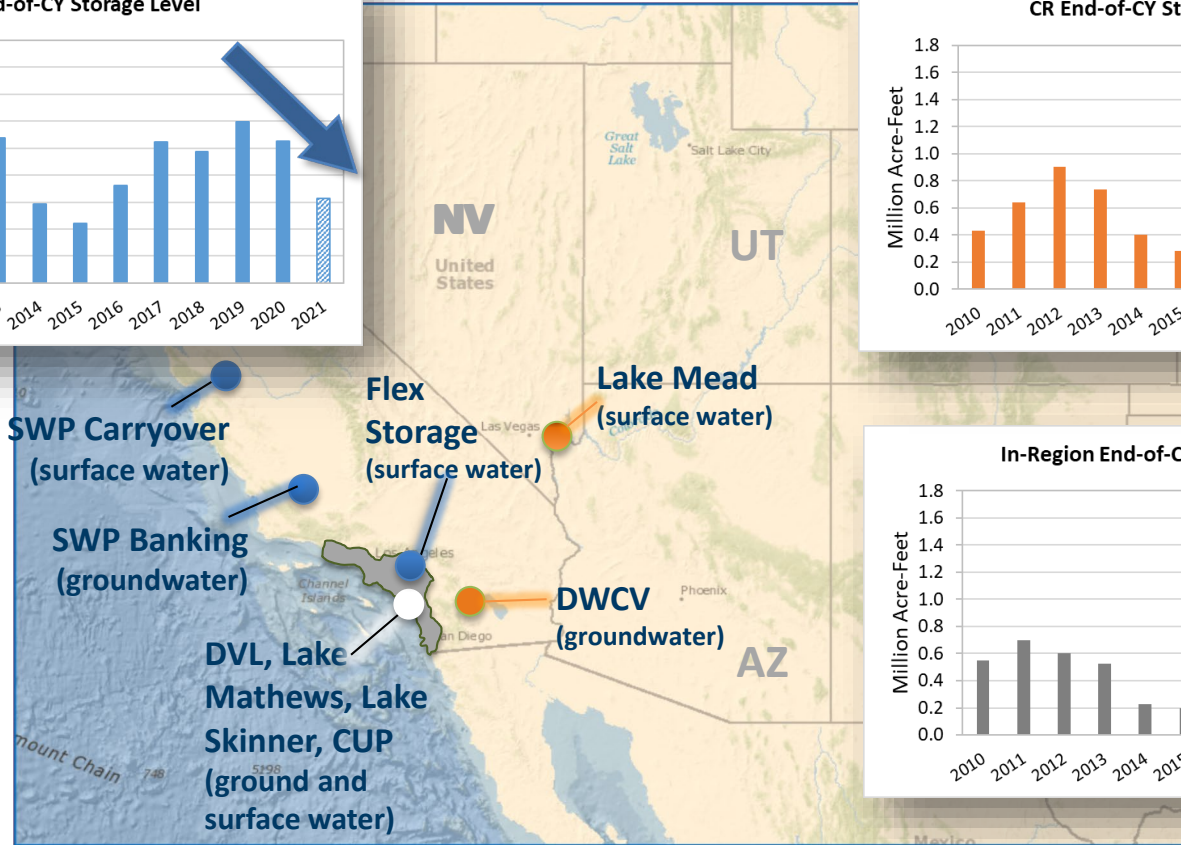 d-of-CY Storage Level
2014 2015 2016 2017 2018 2019 2020 2021
CR End-of-CY St
Million Acre-Feet
1.8
1.6
1.4
1.2
1.0
0.8
0.6
0.4
0.2
0.0
2010 2011 2012 2013 2014 2015
Great
Salt
Lake
Salt Lake City
NV
UT
United
States
Flex
Storage
(surface water)
Las Vegas
Lake Mead
(surface water)
SWP Carryover
(surface water)
SWP Banking
(groundwater)
Channel
Islands
DWCV
(groundwater)
Phoenix
an Diego
AZ
DVL, Lake
Mathews, Lake
Skinner, CUP
(ground and
surface water)
mount Chain
748
5198
In-Region End-of-C
Million Acre-Feet
1.8
1.6
1.4
1.2
1.0
0.8
0.6
0.4
0.2
0.0
2010 2011 2012 2013 2014 2015
Mexico